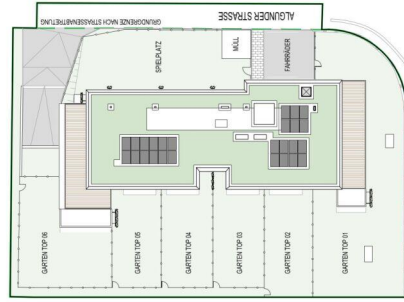 ALGUNDER STRASSE
GRUNDGRENZE NACH STRASSENABTRETUNG
SPIELPLATZ
MÜLL
FAHRRÄDER
GARTEN TOP 06
GARTEN TOP 05
GARTEN TOP 04
GARTEN TOP 03
GARTEN TOP 02
GARTEN TOP 01